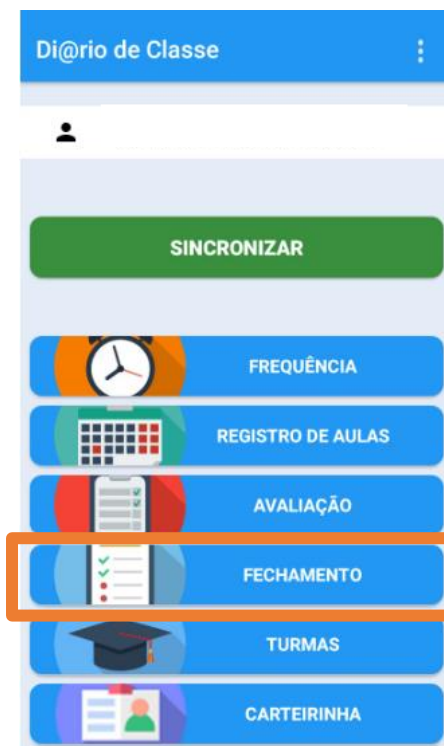 Di@rio de Classe
SINCRONIZAR
FREQUÊNCIA
REGISTRO DE AULAS
AVALIAÇÃO
FECHAMENTO
TURMAS
CARTEIRINHA